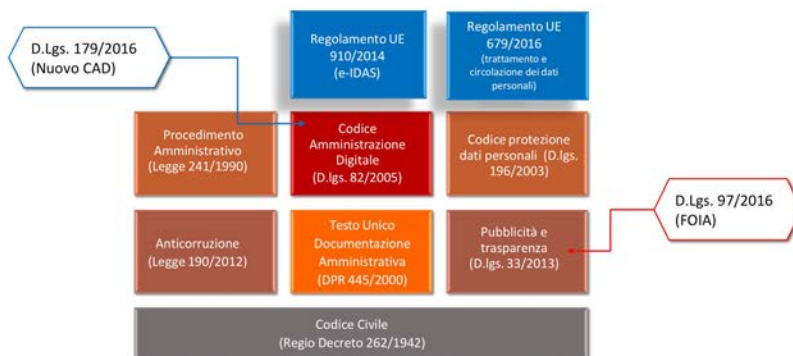 D.Lgs. 179/2016
(Nuovo CAD)
Regolamento UE
910/2014
(e-IDAS)
Regolamento UE
679/2016
(trattamento e
circolazione dei dati
personali)
Procedimento
Amministrativo
(Legge 241/1990)
Codice
Amministrazione
Digitale
(D.lgs. 82/2005)
Codice protezione
dati personali (D.lgs.
196/2003)
D.Lgs. 97/2016
(FOIA)
Anticorruzione
(Legge 190/2012)
Testo Unico
Documentazione
Amministrativa
(DPR 445/2000)
Pubblicità e
trasparenza
(D.lgs. 33/2013)
Codice Civile
(Regio Decreto 262/1942)